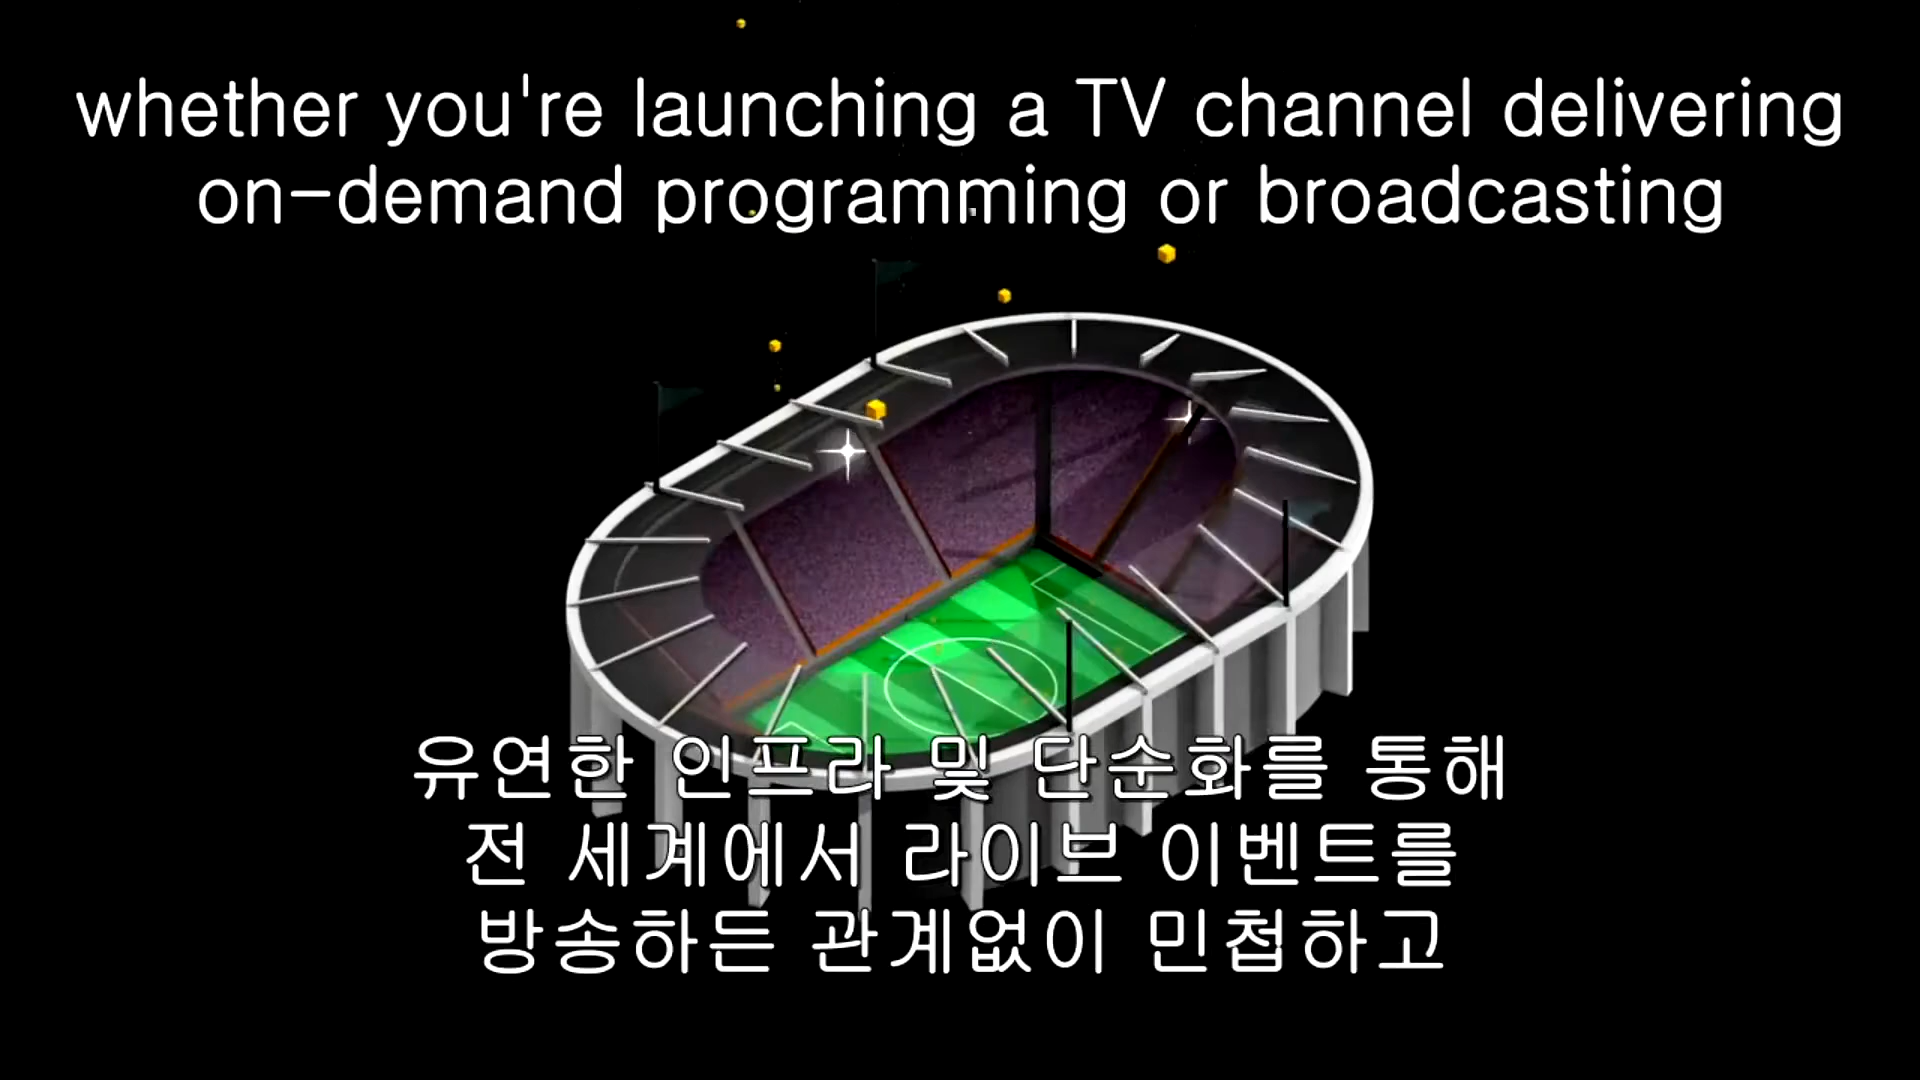 whether you're launching a TV channel delivering
on-demand programming or broadcasting
유연한 인프라 및 단순화를 통해
전 세계에서 라이브 이벤트를
방송하든 관계없이 민첩하고